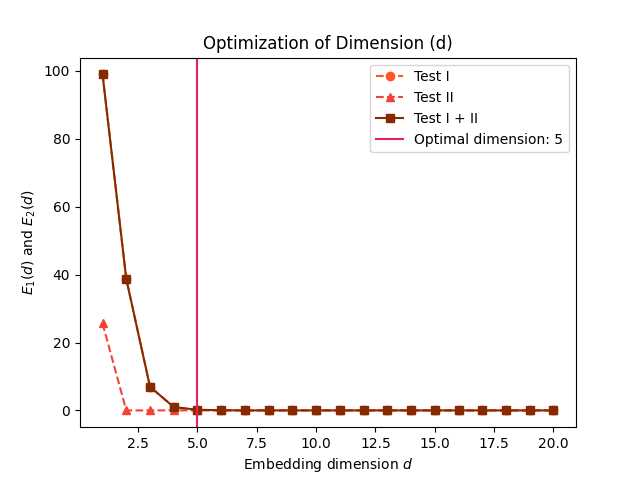 Optimization of Dimension (d)
Test I
Test II
Test I + II
Optimal dimension: 5
100
80
60
40
20
0
E₁(d) and E₂(d)
2.5 5.0 7.5 10.0 12.5 15.0 17.5 20.0
Embedding dimension d